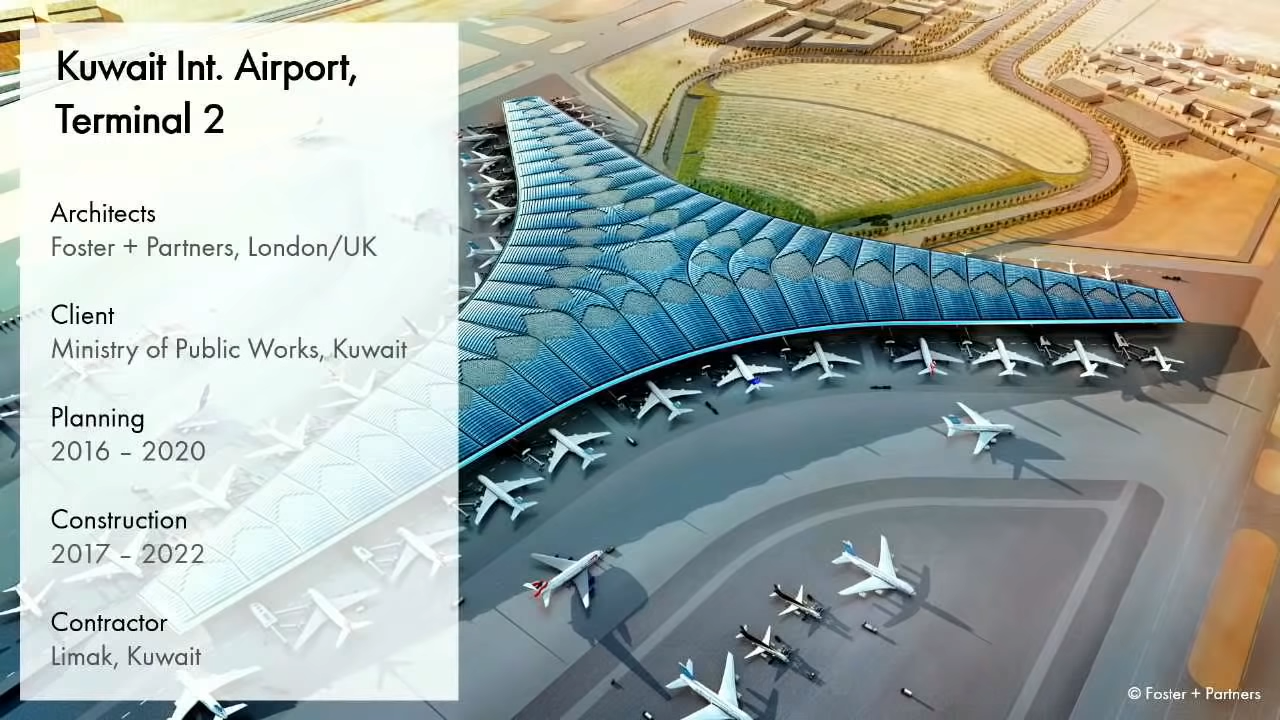 Kuwait Int. Airport,
Terminal 2
Architects
Foster + Partners, London/UK
Client
Ministry of Public Works, Kuwait
Planning
2016 – 2020
Construction
2017 – 2022
Contractor
Limak, Kuwait
© Foster + Partners